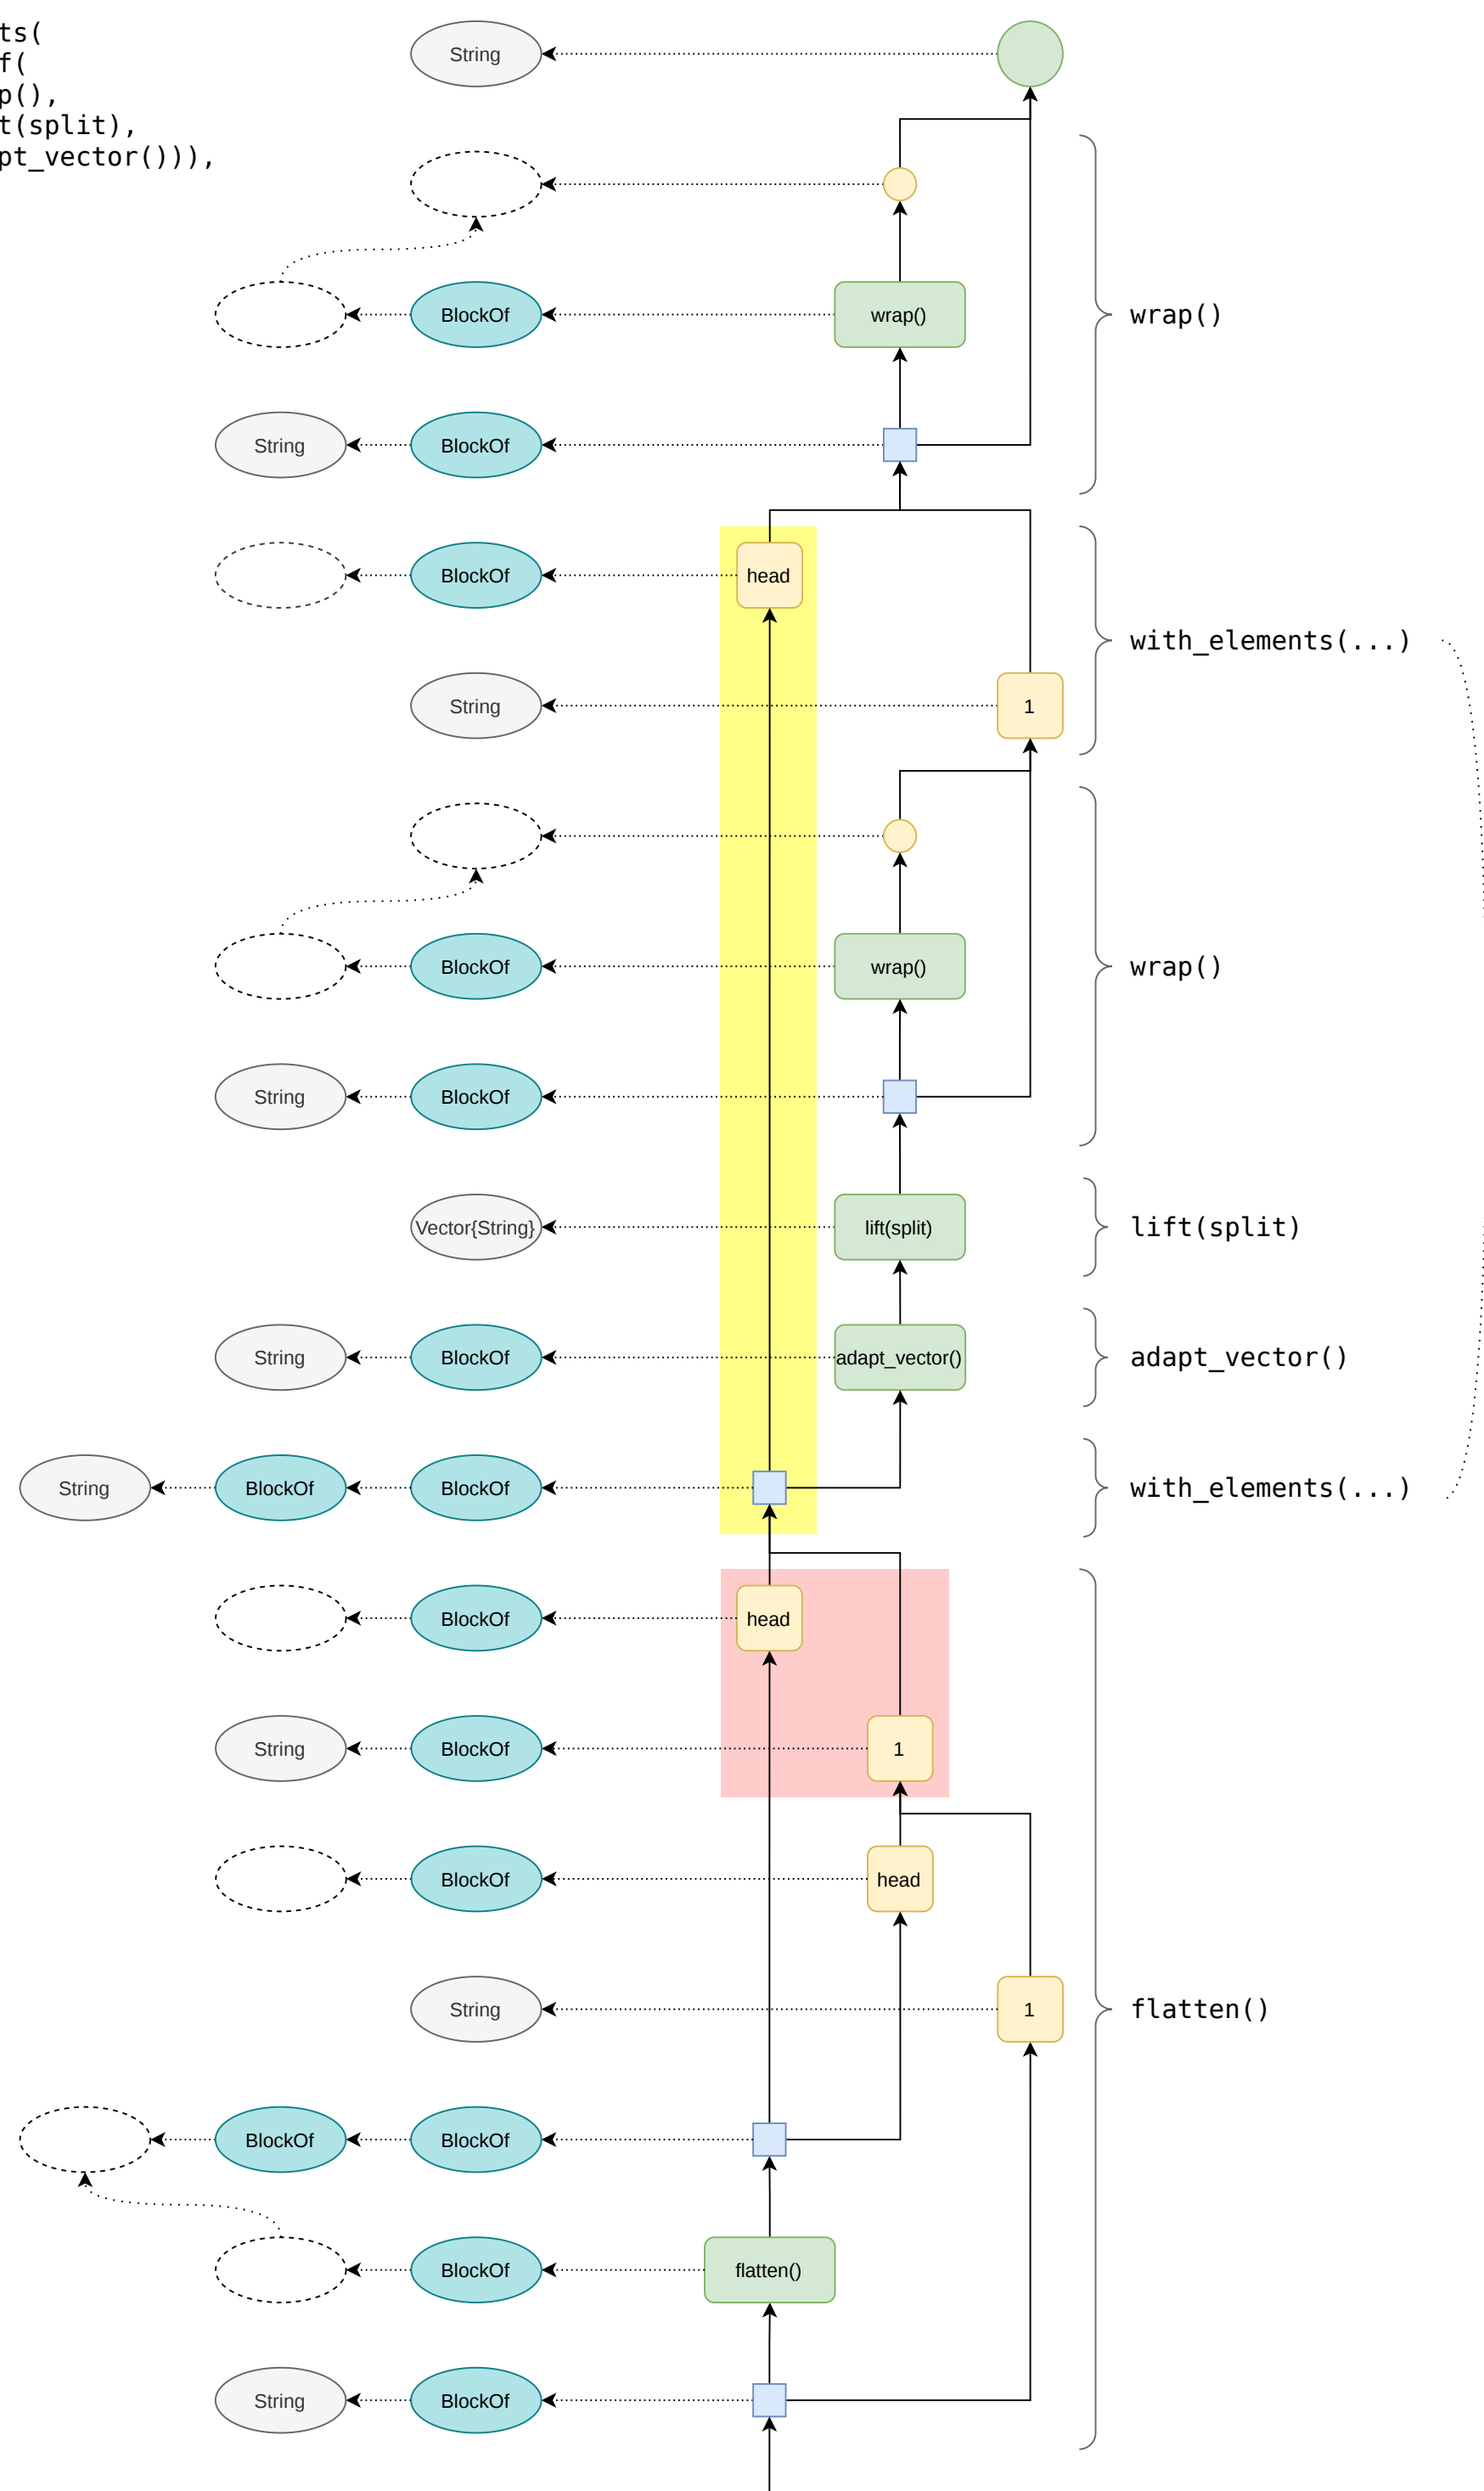 ts(
f(
p(),
t(split),
pt_vector())),
String
wrap()
BlockOf
wrap()
String
BlockOf
BlockOf
head
with_elements(...)
String
1
BlockOf
wrap()
wrap()
String
BlockOf
Vector{String}
lift(split)
lift(split)
String
BlockOf
adapt_vector()
adapt_vector()
String
BlockOf
BlockOf
with_elements(...)
BlockOf
head
String
BlockOf
1
BlockOf
head
String
1
flatten()
BlockOf
BlockOf
BlockOf
flatten()
String
BlockOf